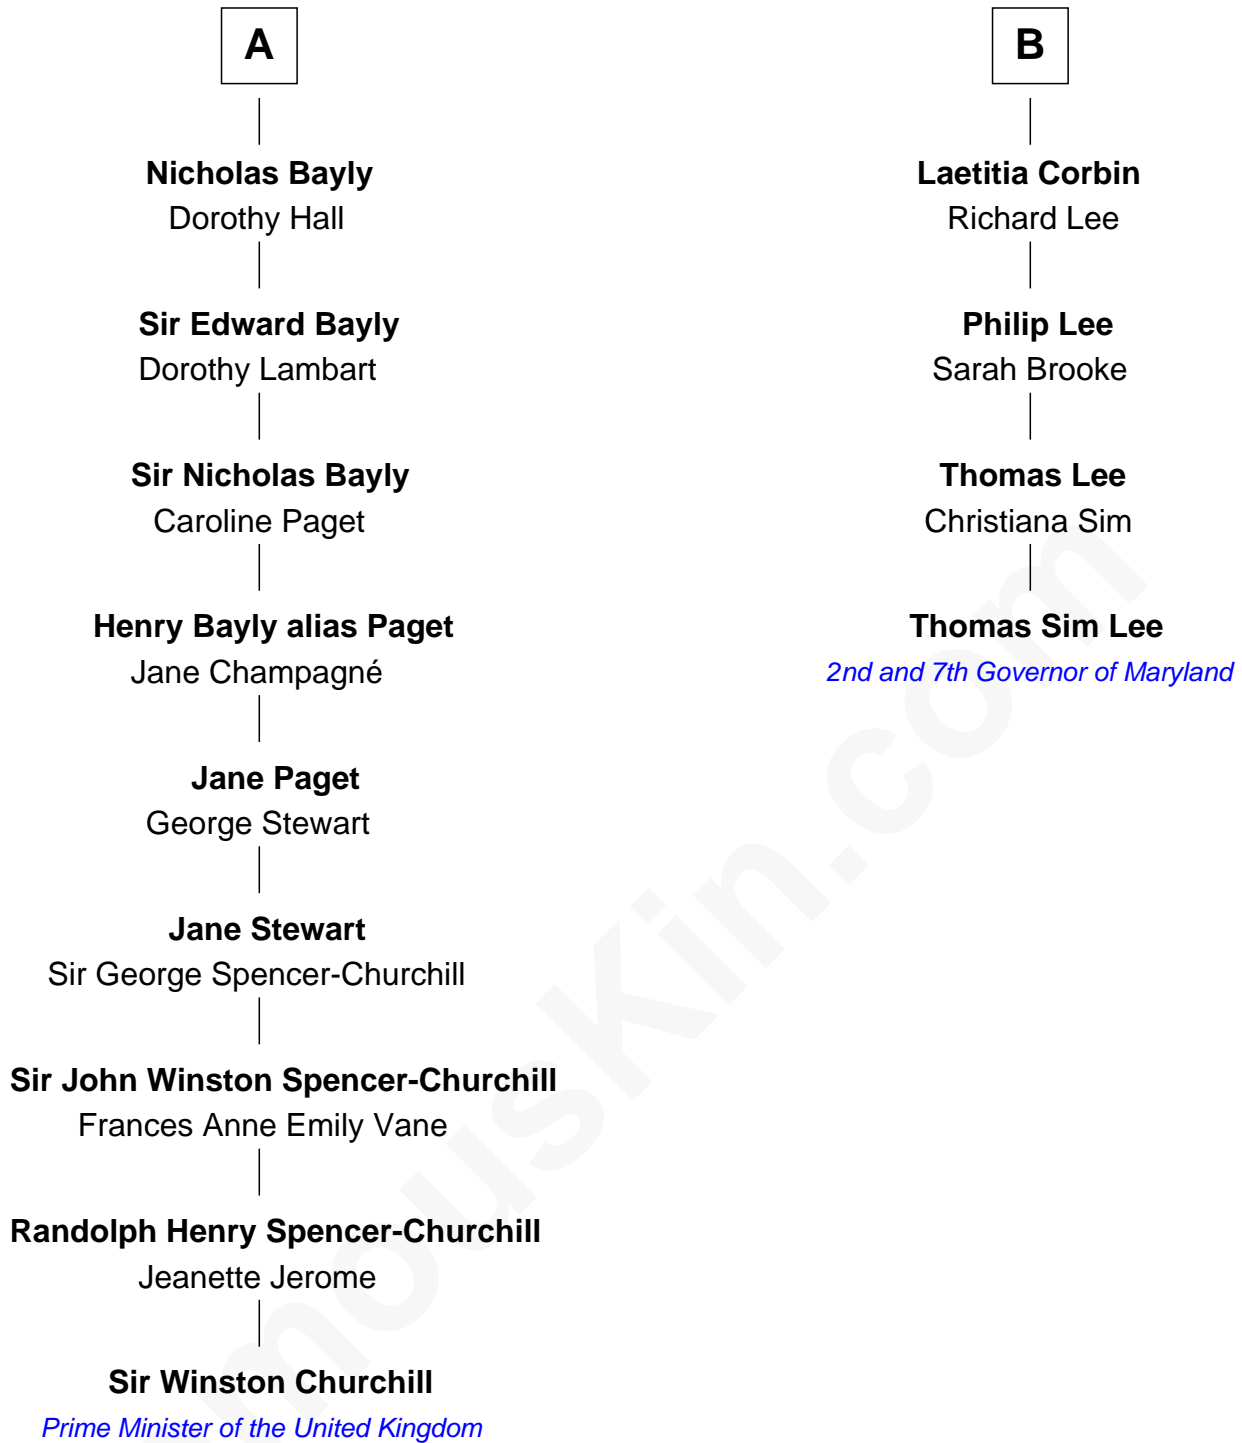 A
Nicholas Bayly
Dorothy Hall
Sir Edward Bayly
Dorothy Lambart
Sir Nicholas Bayly
Caroline Paget
Henry Bayly alias Paget
Jane Champagné
Jane Paget
George Stewart
Jane Stewart
Sir George Spencer-Churchill
Sir John Winston Spencer-Churchill
Frances Anne Emily Vane
Randolph Henry Spencer-Churchill
Jeanette Jerome
Sir Winston Churchill
Prime Minister of the United Kingdom
B
Laetitia Corbin
Richard Lee
Philip Lee
Sarah Brooke
Thomas Lee
Christiana Sim
Thomas Sim Lee
2nd and 7th Governor of Maryland
mousKin.com